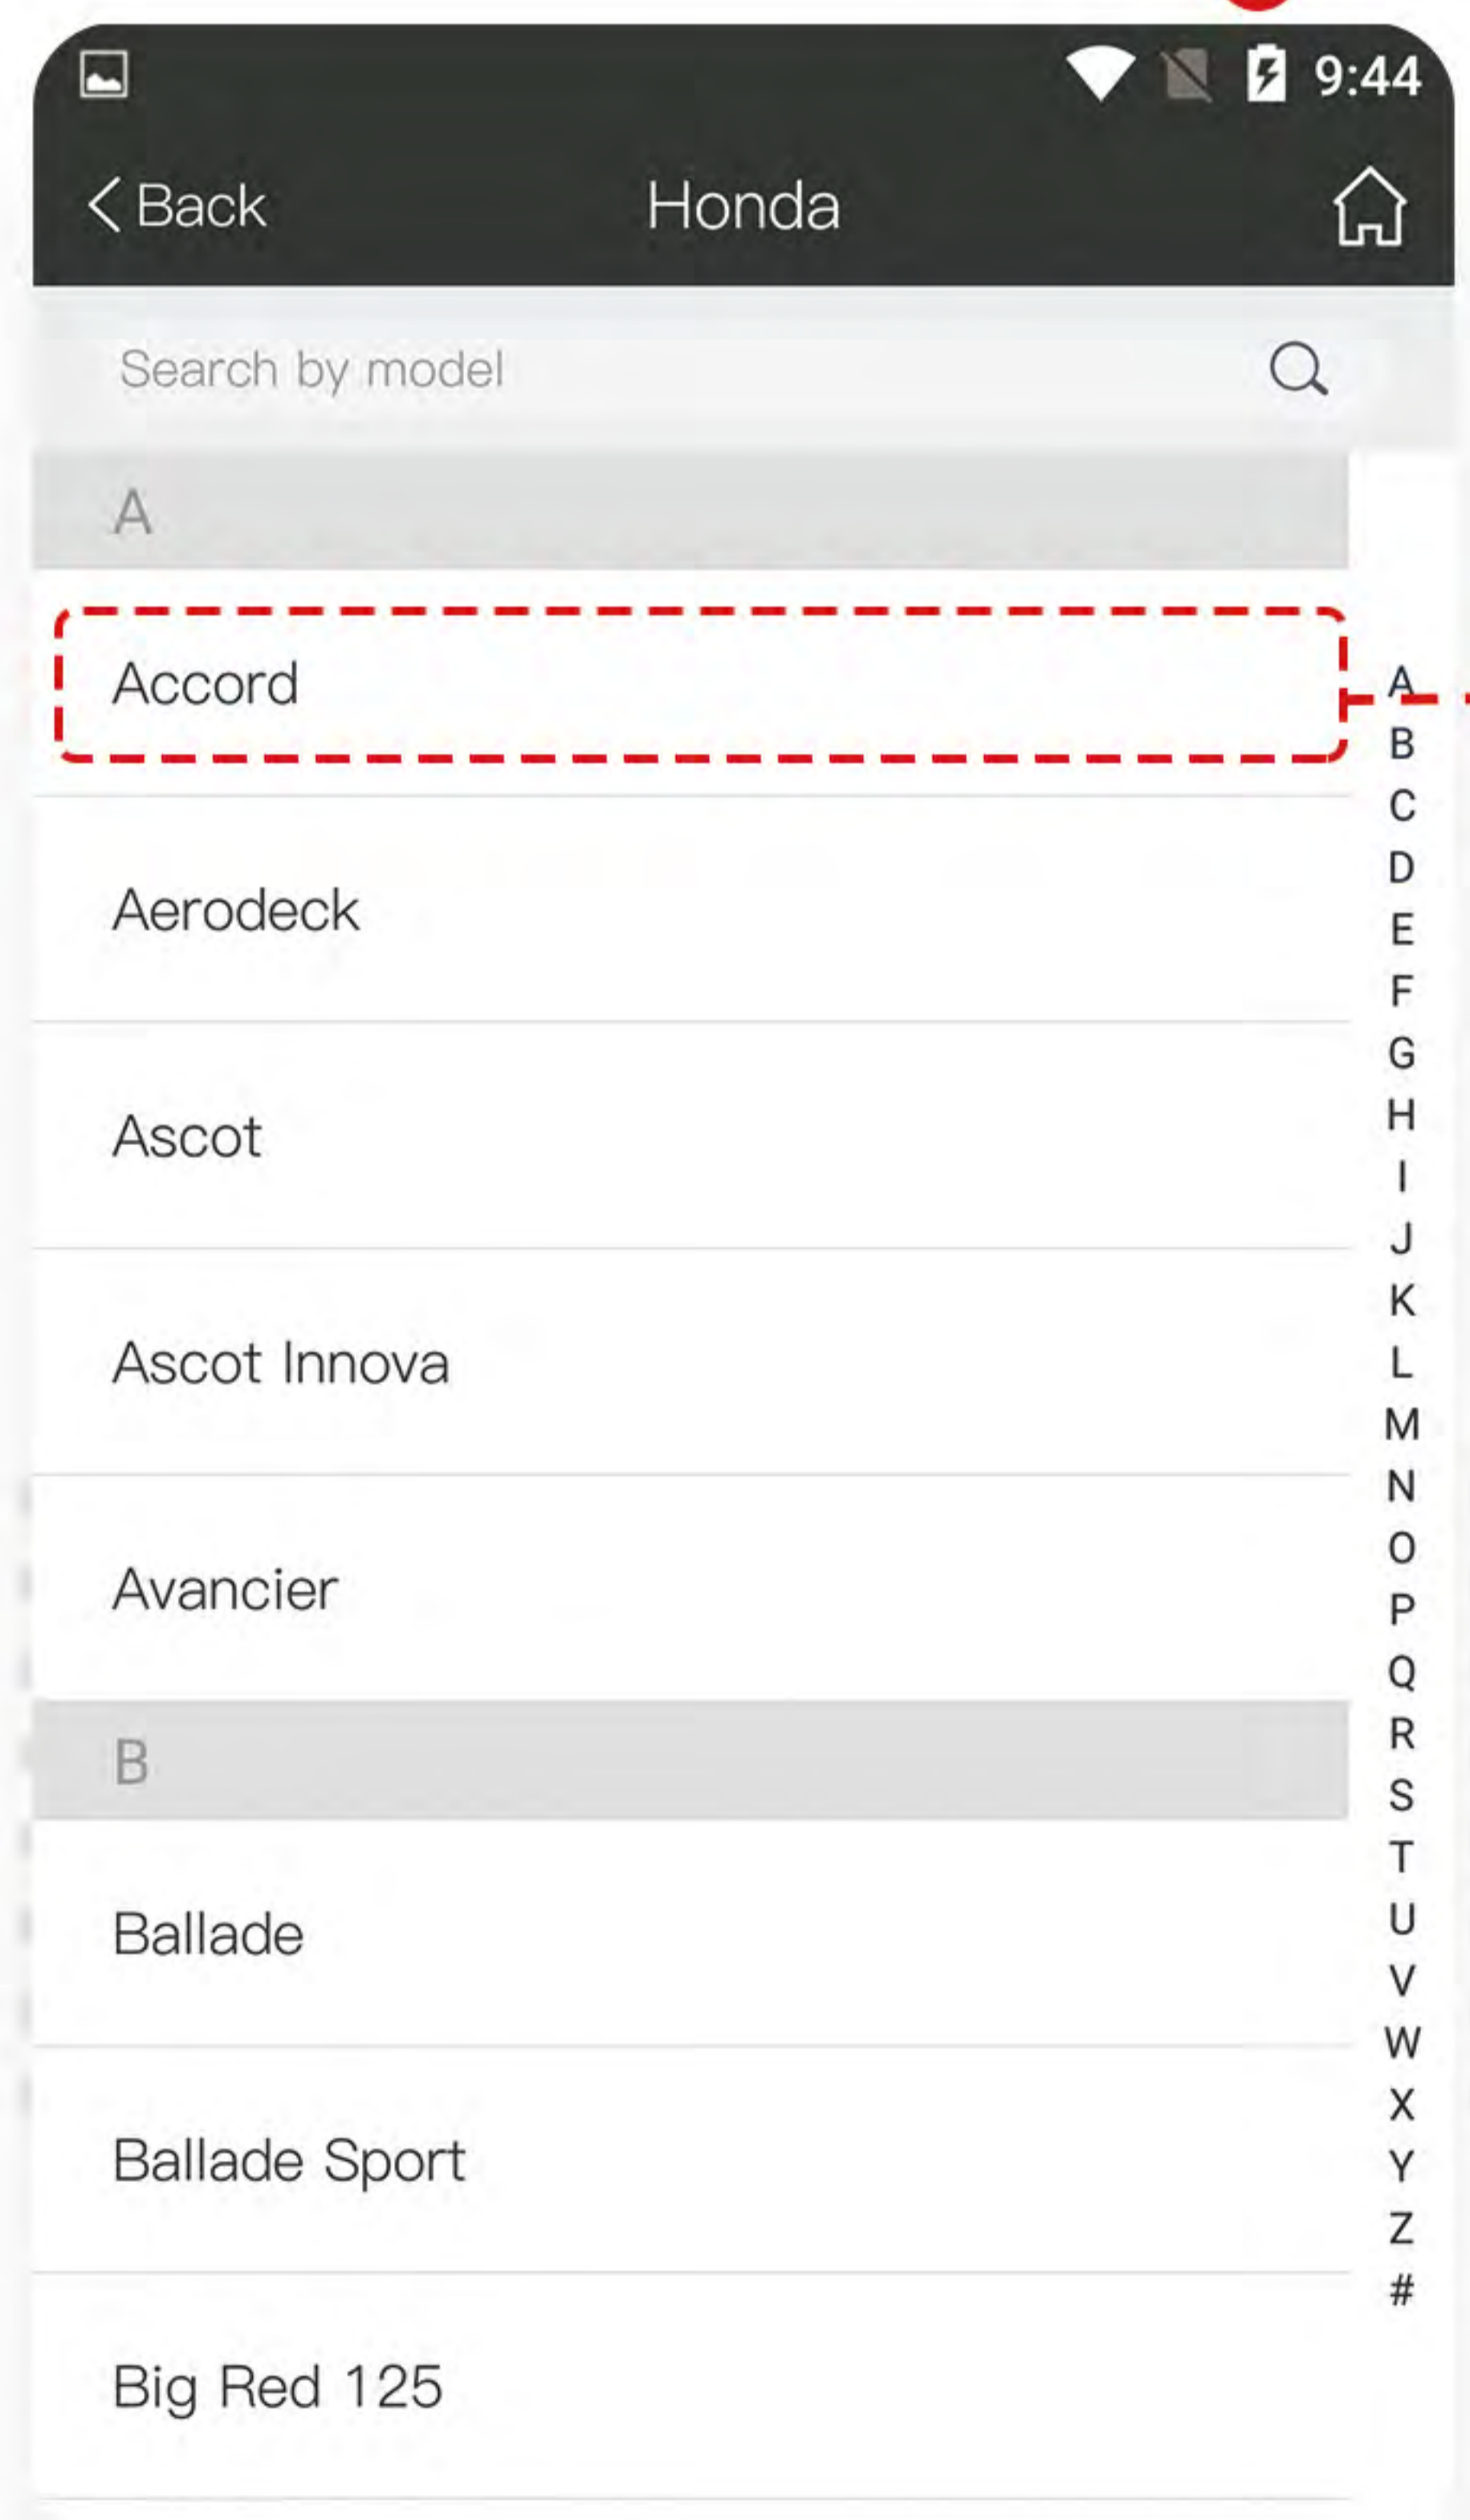 9:44
Back
Honda
Search by model
A
Accord
Aerodeck
Ascot
Ascot Innova
Avancier
B
Ballade
Ballade Sport
Big Red 125
A
B
C
D
E
F
G
H
I
J
K
L
M
N
O
P
Q
R
S
T
U
V
W
X
Y
Z
#